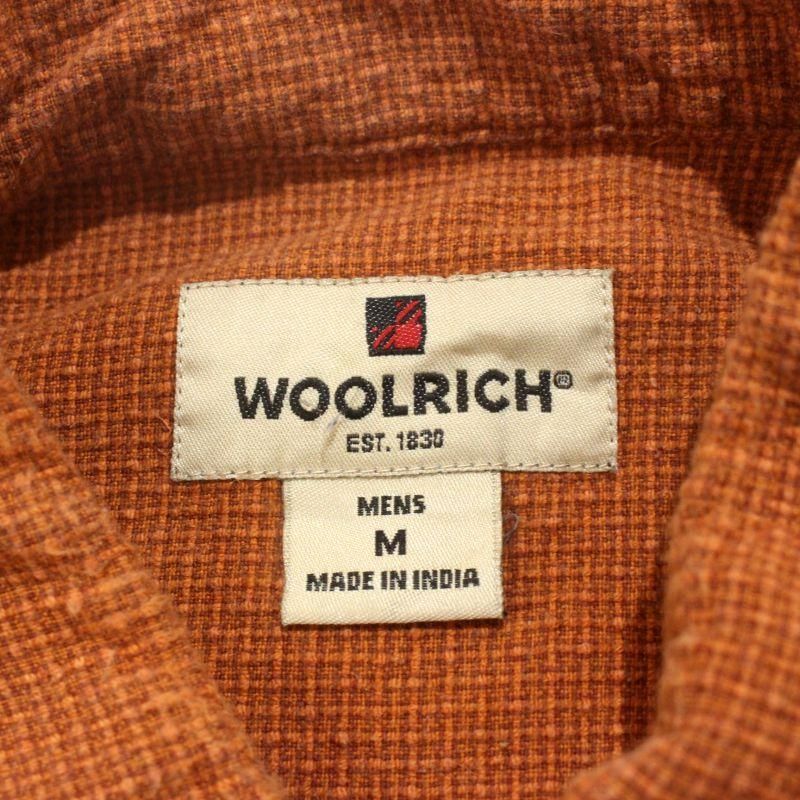 WOOLRICH®
EST. 1830
MENS
M
MADE IN INDIA